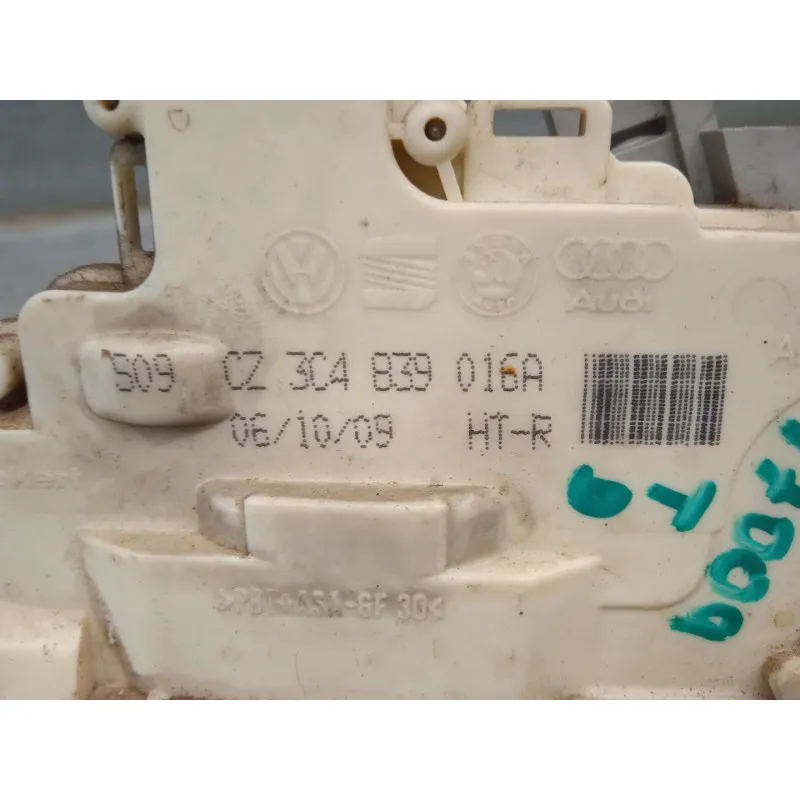 Audi
509 CZ 3C4 839 016A
06/10/09 HT-R
>PBT+ASA-GF 30<